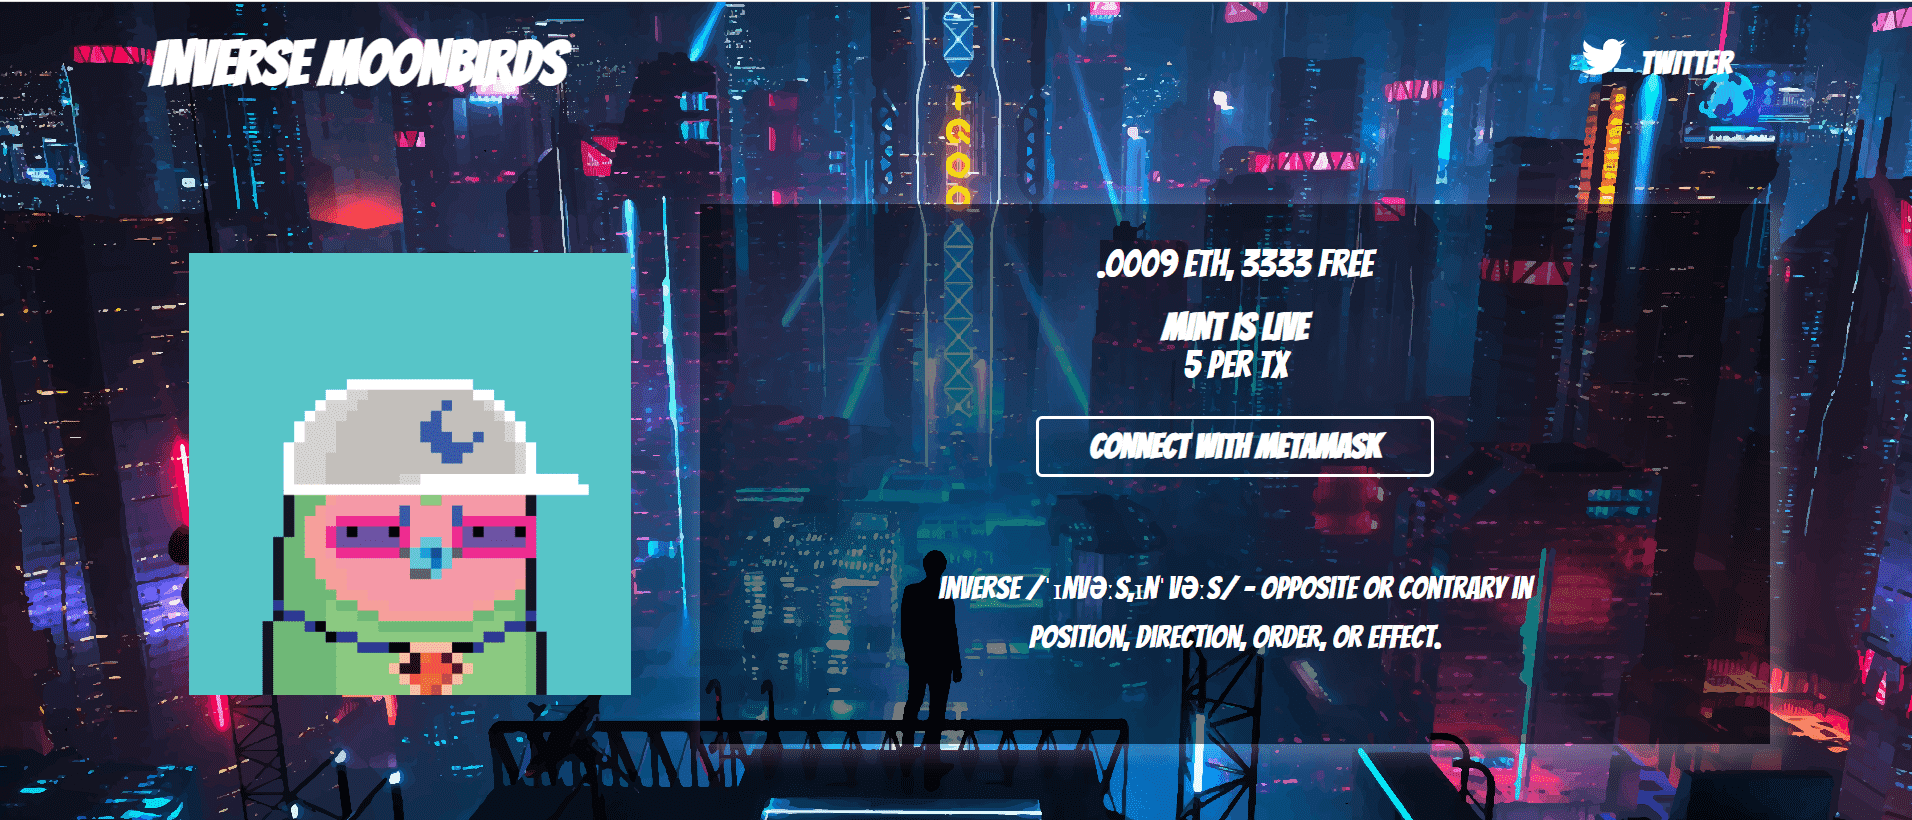 INVERSE MOONBIRDS
TWITTER
.0009 ETH, 3333 FREE
MINT IS LIVE
5 PER TX
CONNECT WITH METAMASK
INVERSE /ˈɪNVƏːS,ɪNˈVƏːS/ - OPPOSITE OR CONTRARY IN
POSITION, DIRECTION, ORDER, OR EFFECT.